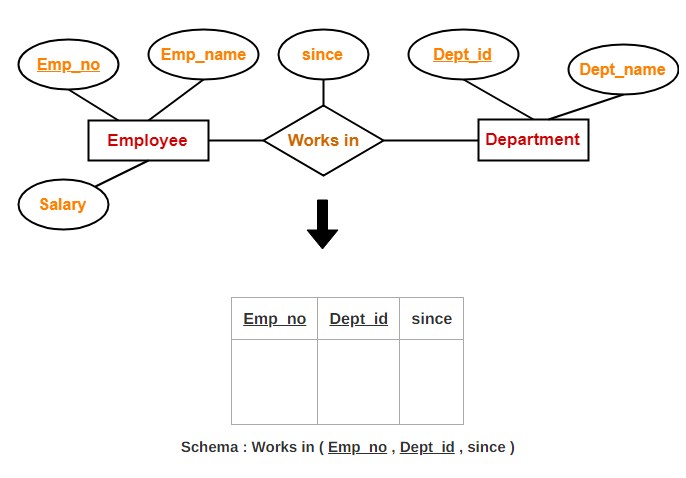 Emp_no
Emp_name
since
Dept_id
Dept_name
Employee
Works in
Department
Salary
Emp_no Dept_id since
Schema : Works in ( Emp_no , Dept_id , since )